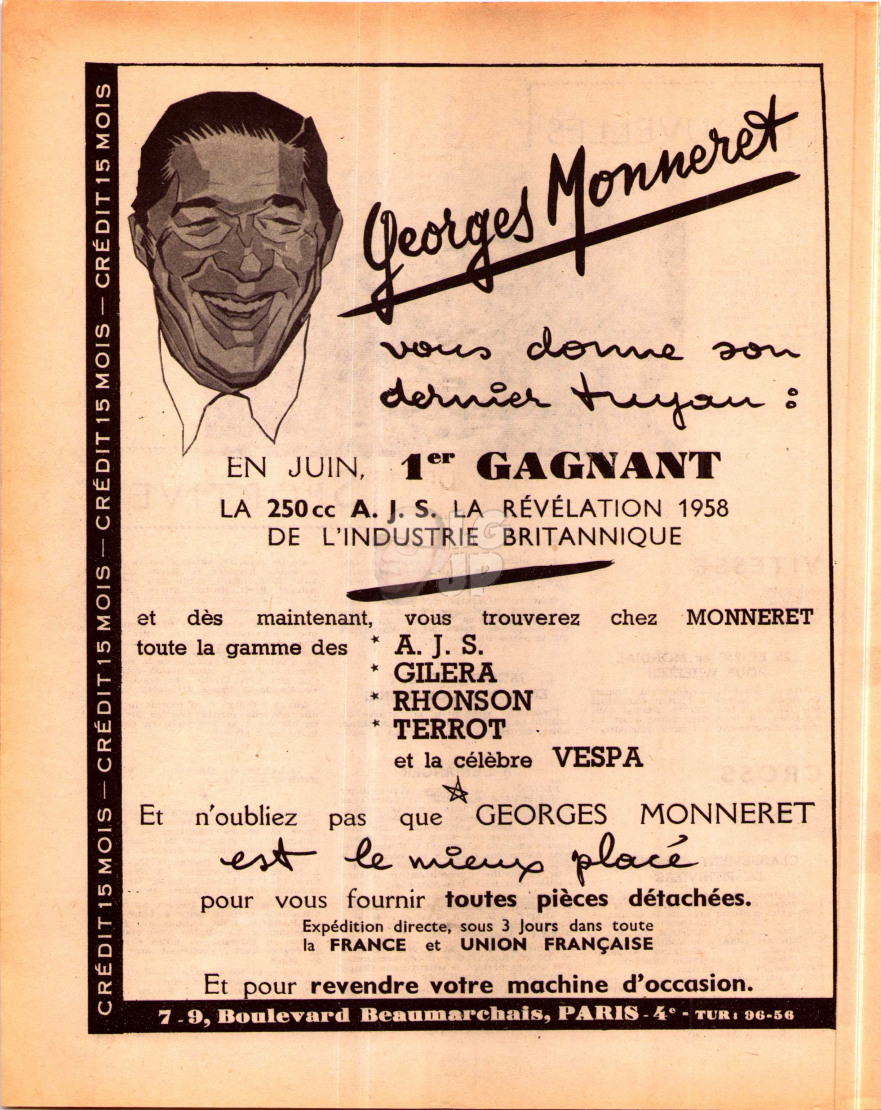 CRÉDIT 15 MOIS — CRÉDIT 15 MOIS — CRÉDIT 15 MOIS — CRÉDIT 15 MOIS — CRÉDIT 15 MOIS
Georges Monneret
vous donne son
dernier tuyau :
EN JUIN, 1er GAGNANT
LA 250cc A. J. S. LA RÉVÉLATION 1958
DE L'INDUSTRIE BRITANNIQUE
et dès maintenant, vous trouverez chez MONNERET
toute la gamme des * A. J. S.
* GILERA
* RHONSON
* TERROT
et la célèbre VESPA
Et n'oubliez pas que GEORGES MONNERET
est le mieux placé
pour vous fournir toutes pièces détachées.
Expédition directe, sous 3 Jours dans toute
la FRANCE et UNION FRANÇAISE
Et pour revendre votre machine d'occasion.
7-9, Boulevard Beaumarchais, PARIS-4e - TUR: 96-56